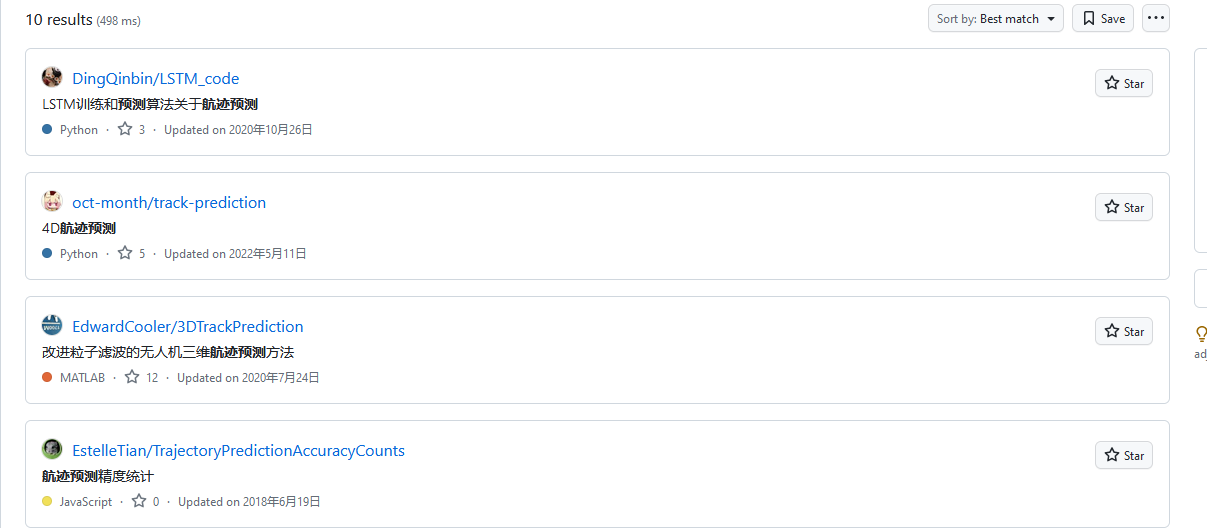 10 results (498 ms)
Sort by: Best match
Save
DingQinbin/LSTM_code
Star
LSTM训练和预测算法关于航迹预测
Python · 3 · Updated on 2020年10月26日
oct-month/track-prediction
Star
4D航迹预测
Python · 5 · Updated on 2022年5月11日
EdwardCooler/3DTrackPrediction
Star
改进粒子滤波的无人机三维航迹预测方法
MATLAB · 12 · Updated on 2020年7月24日
EstelleTian/TrajectoryPredictionAccuracyCounts
Star
航迹预测精度统计
JavaScript · 0 · Updated on 2018年6月19日